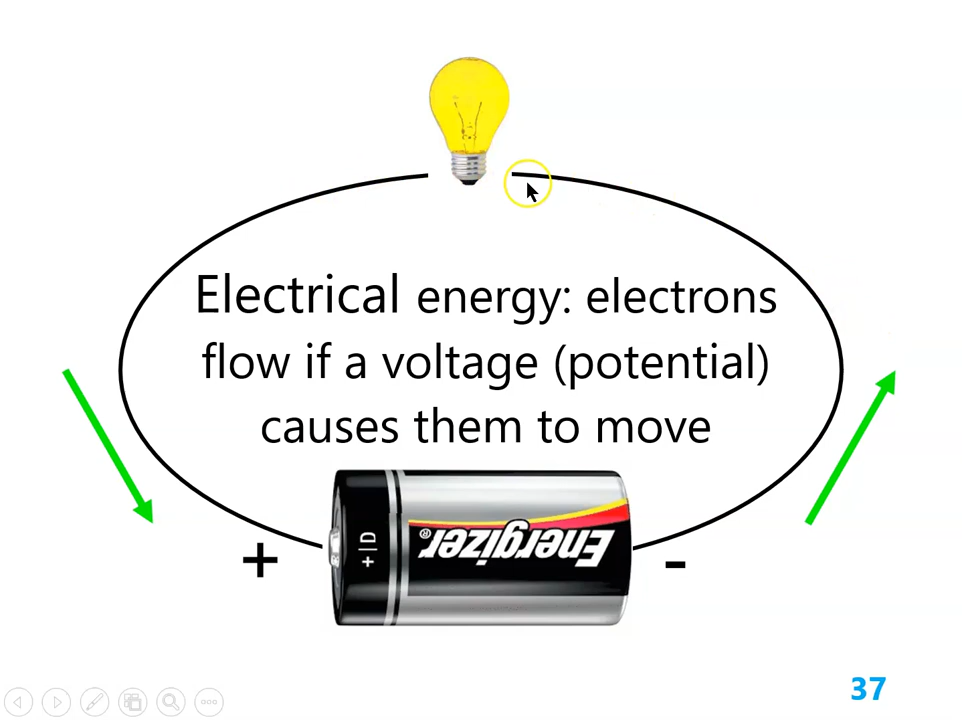 Electrical energy: electrons
flow if a voltage (potential)
causes them to move
+
+|D
Energizer®
-
37